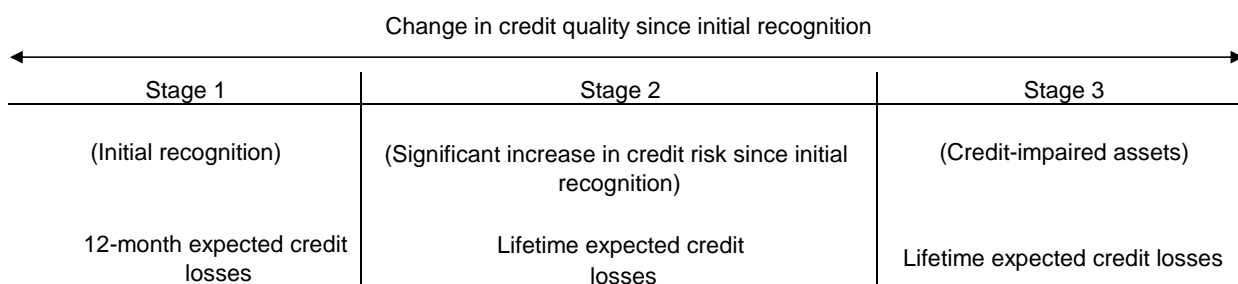 Change in credit quality since initial recognition
Stage 1
Stage 2
Stage 3
(Initial recognition)
(Significant increase in credit risk since initial
recognition)
(Credit-impaired assets)
12-month expected credit
losses
Lifetime expected credit
losses
Lifetime expected credit losses